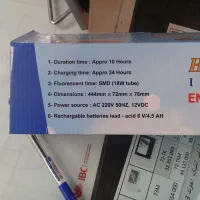 1- Duration time : Appro 10 Hours
2- Charging time : Appro 24 Hours
3- Fluorescent time: SMD (18W tube)
4- Dimensions : 444mm × 72mm × 76mm
5- Power source : AC 220V 50HZ, 12VDC
6- Rechargable batteries lead - acid 6 V/4.5 AH
H
EN
IBC